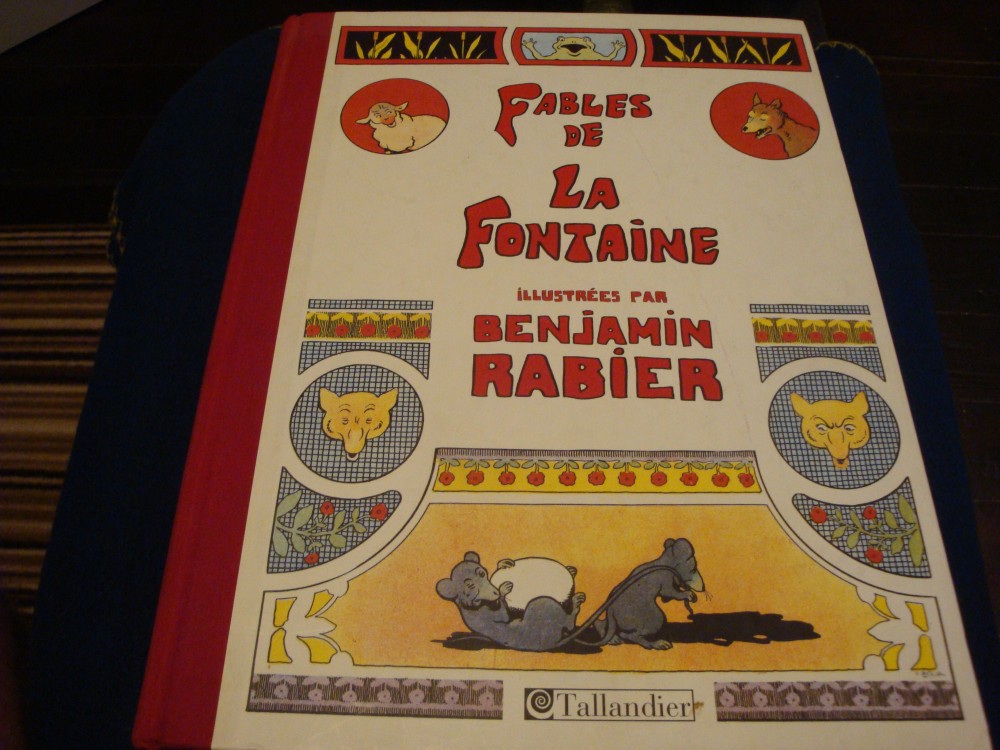 FABLES
DE
LA
FONTAINE
ILLUSTRÉES PAR
BENJAMIN
RABIER
Tallandier